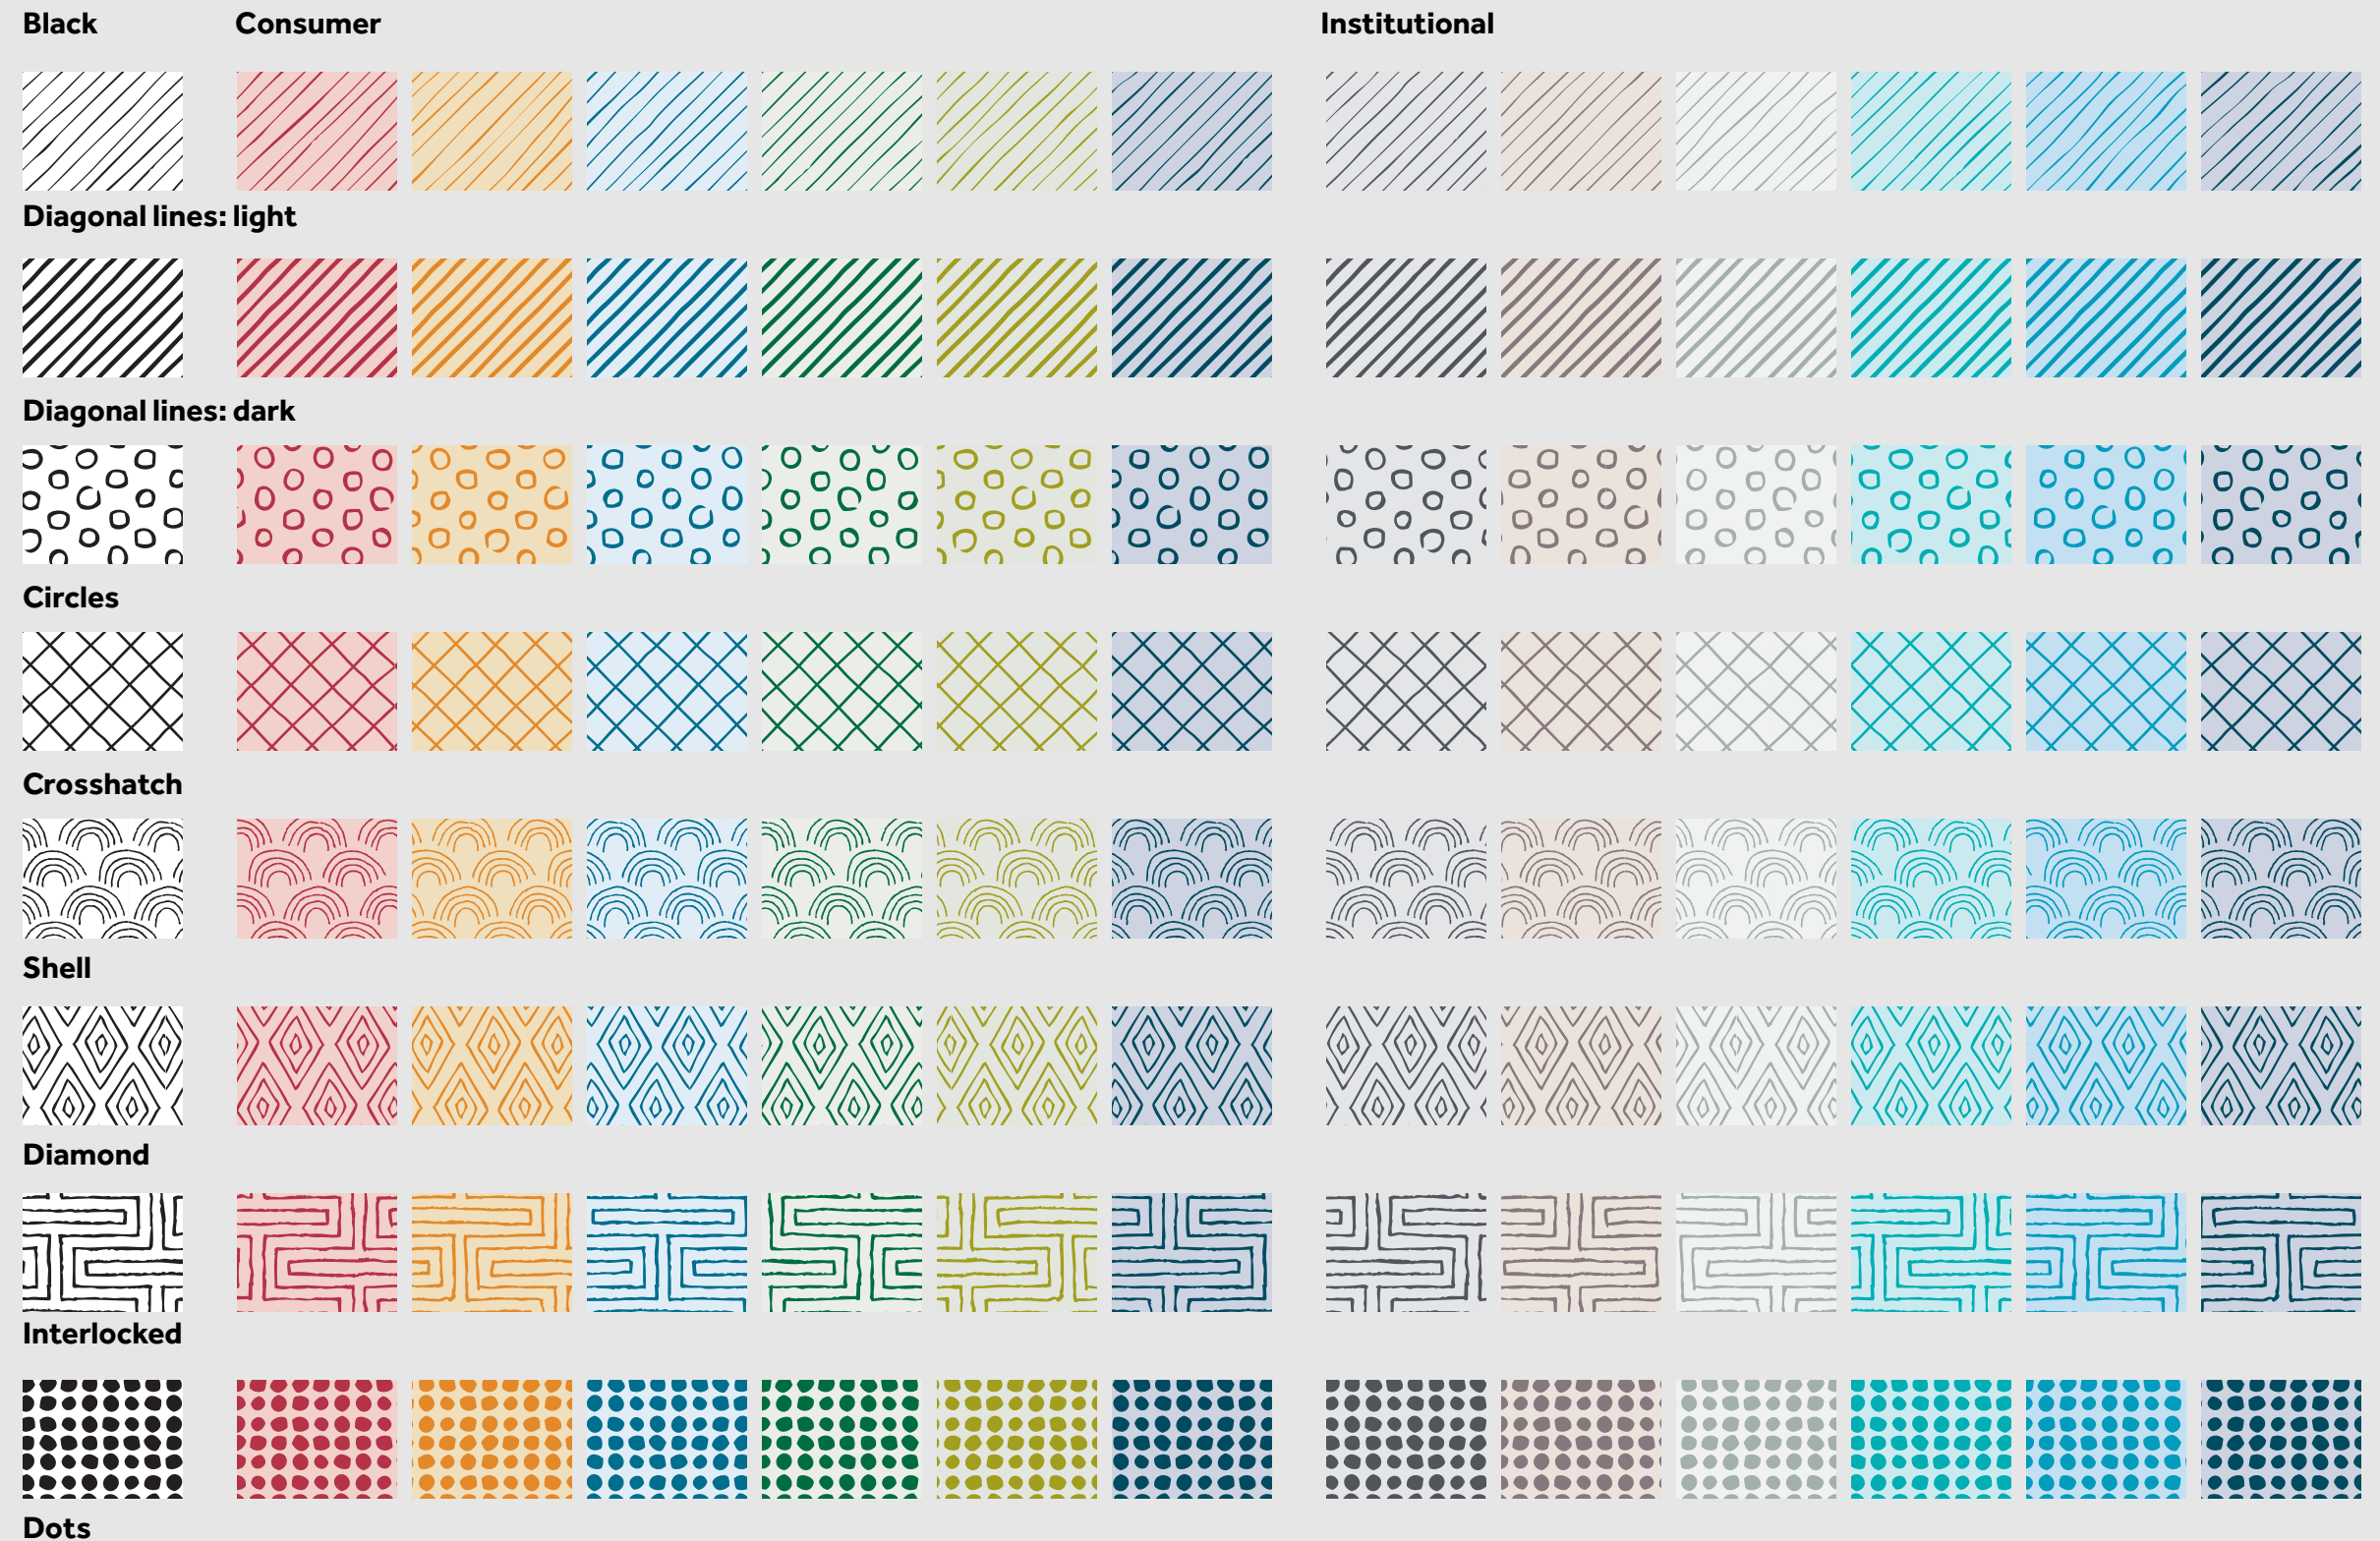 Black Consumer Institutional
Diagonal lines: light
Diagonal lines: dark
Circles
Crosshatch
Shell
Diamond
Interlocked
Dots